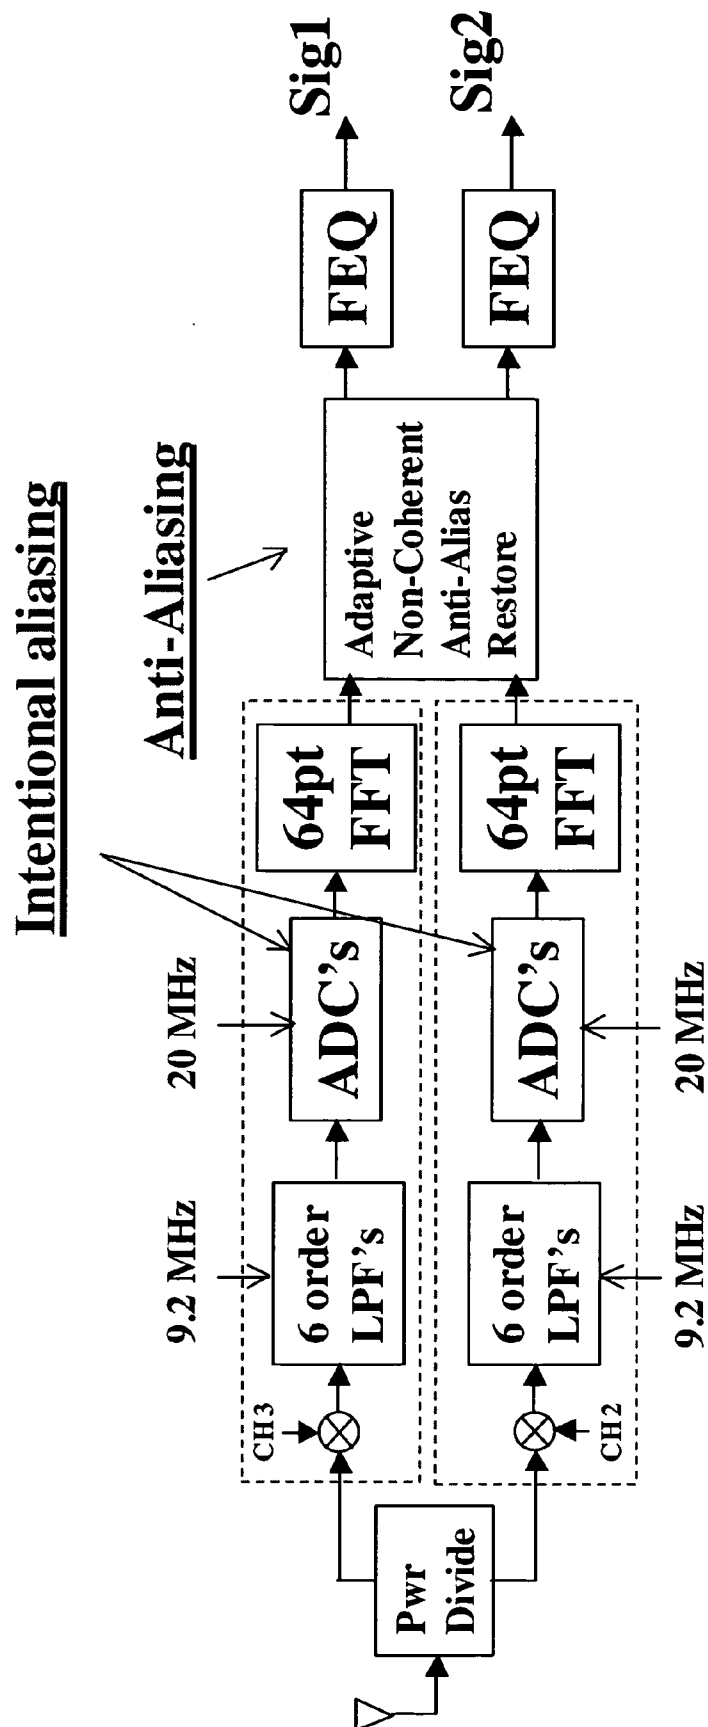 Intentional aliasing
Anti-Aliasing
9.2 MHz
20 MHz
CH3
6 order
LPF's
ADC's
64pt
FFT
FEQ
Sig1
Pwr
Divide
Adaptive
Non-Coherent
Anti-Alias
Restore
CH2
6 order
LPF's
ADC's
64pt
FFT
FEQ
Sig2
9.2 MHz
20 MHz